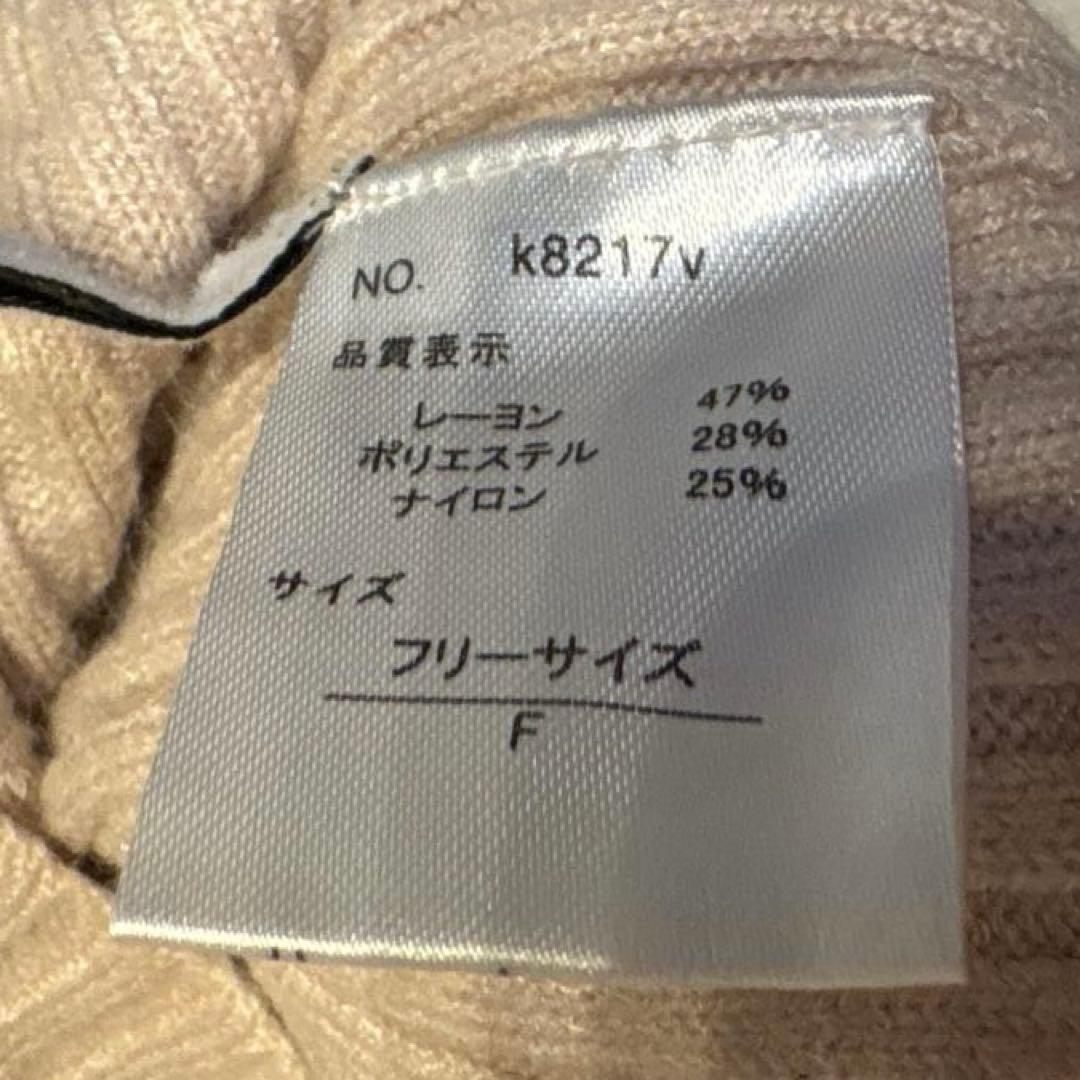 NO. k8217v
品質表示
レーヨン 47%
ポリエステル 28%
ナイロン 25%
サイズ
フリーサイズ
F